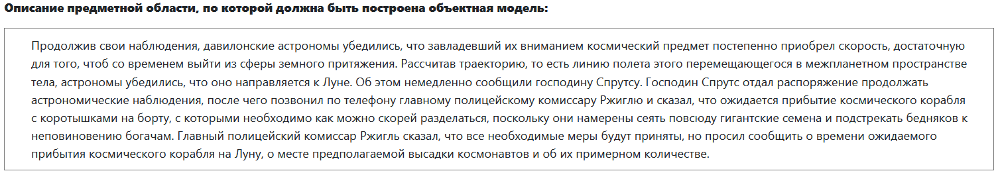 Описание предметной области, по которой должна быть построена объектная модель:
Продолжив свои наблюдения, давилонские астрономы убедились, что завладевший их вниманием космический предмет постепенно приобрел скорость, достаточную
для того, чтоб со временем выйти из сферы земного притяжения. Рассчитав траекторию, то есть линию полета этого перемещающегося в межпланетном пространстве
тела, астрономы убедились, что оно направляется к Луне. Об этом немедленно сообщили господину Спрутсу. Господин Спрутс отдал распоряжение продолжать
астрономические наблюдения, после чего позвонил по телефону главному полицейскому комиссару Ржиглю и сказал, что ожидается прибытие космического корабля
с коротышками на борту, с которыми необходимо как можно скорей разделаться, поскольку они намерены сеять повсюду гигантские семена и подстрекать бедняков к
неповиновению богачам. Главный полицейский комиссар Ржигль сказал, что все необходимые меры будут приняты, но просил сообщить о времени ожидаемого
прибытия космического корабля на Луну, о месте предполагаемой высадки космонавтов и об их примерном количестве.